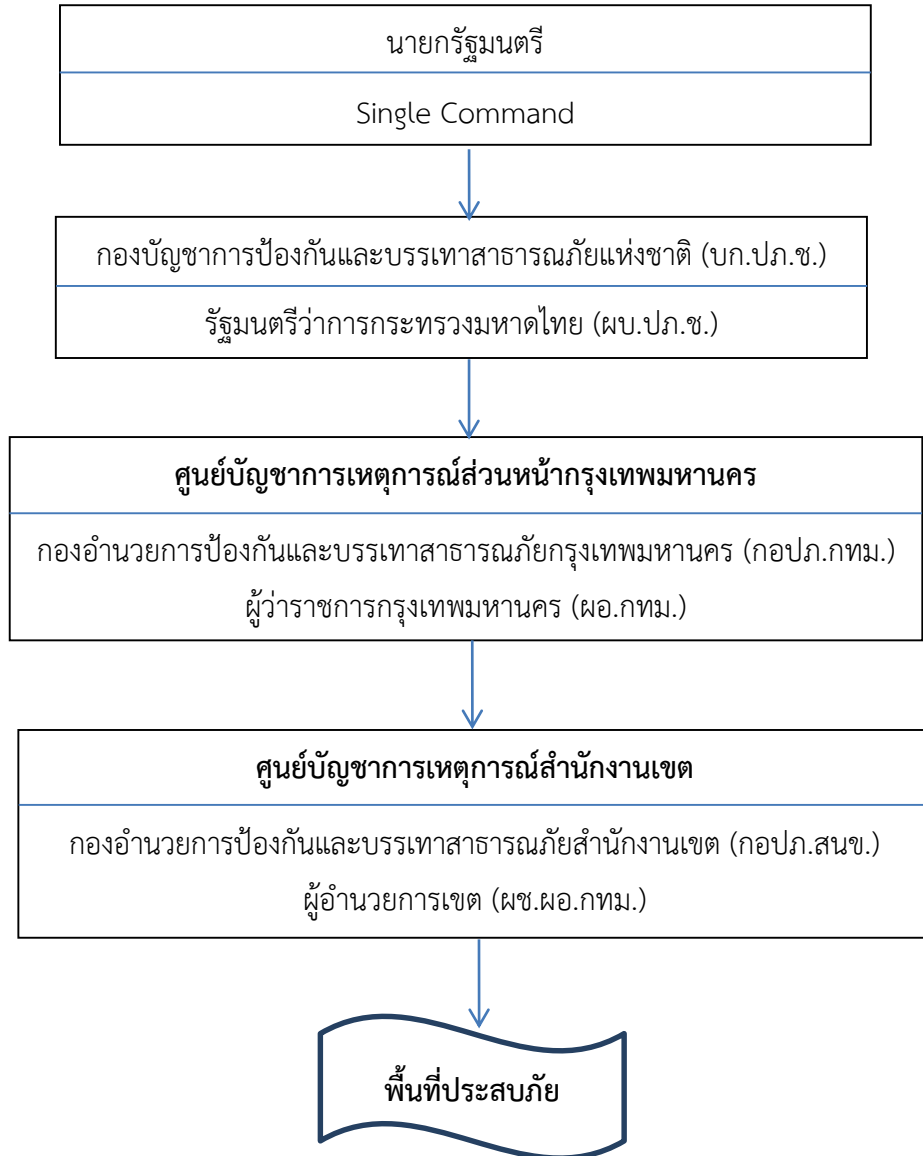 นายกรัฐมนตรี
Single Command
กองบัญชาการป้องกันและบรรเทาสาธารณภัยแห่งชาติ (บก.ปภ.ช.)
รัฐมนตรีว่าการกระทรวงมหาดไทย (ผบ.ปภ.ช.)
ศูนย์บัญชาการเหตุการณ์ส่วนหน้ากรุงเทพมหานคร
กองอำนวยการป้องกันและบรรเทาสาธารณภัยกรุงเทพมหานคร (กอปภ.กทม.)
ผู้ว่าราชการกรุงเทพมหานคร (ผอ.กทม.)
ศูนย์บัญชาการเหตุการณ์สำนักงานเขต
กองอำนวยการป้องกันและบรรเทาสาธารณภัยสำนักงานเขต (กอปภ.สนข.)
ผู้อำนวยการเขต (ผช.ผอ.กทม.)
พื้นที่ประสบภัย